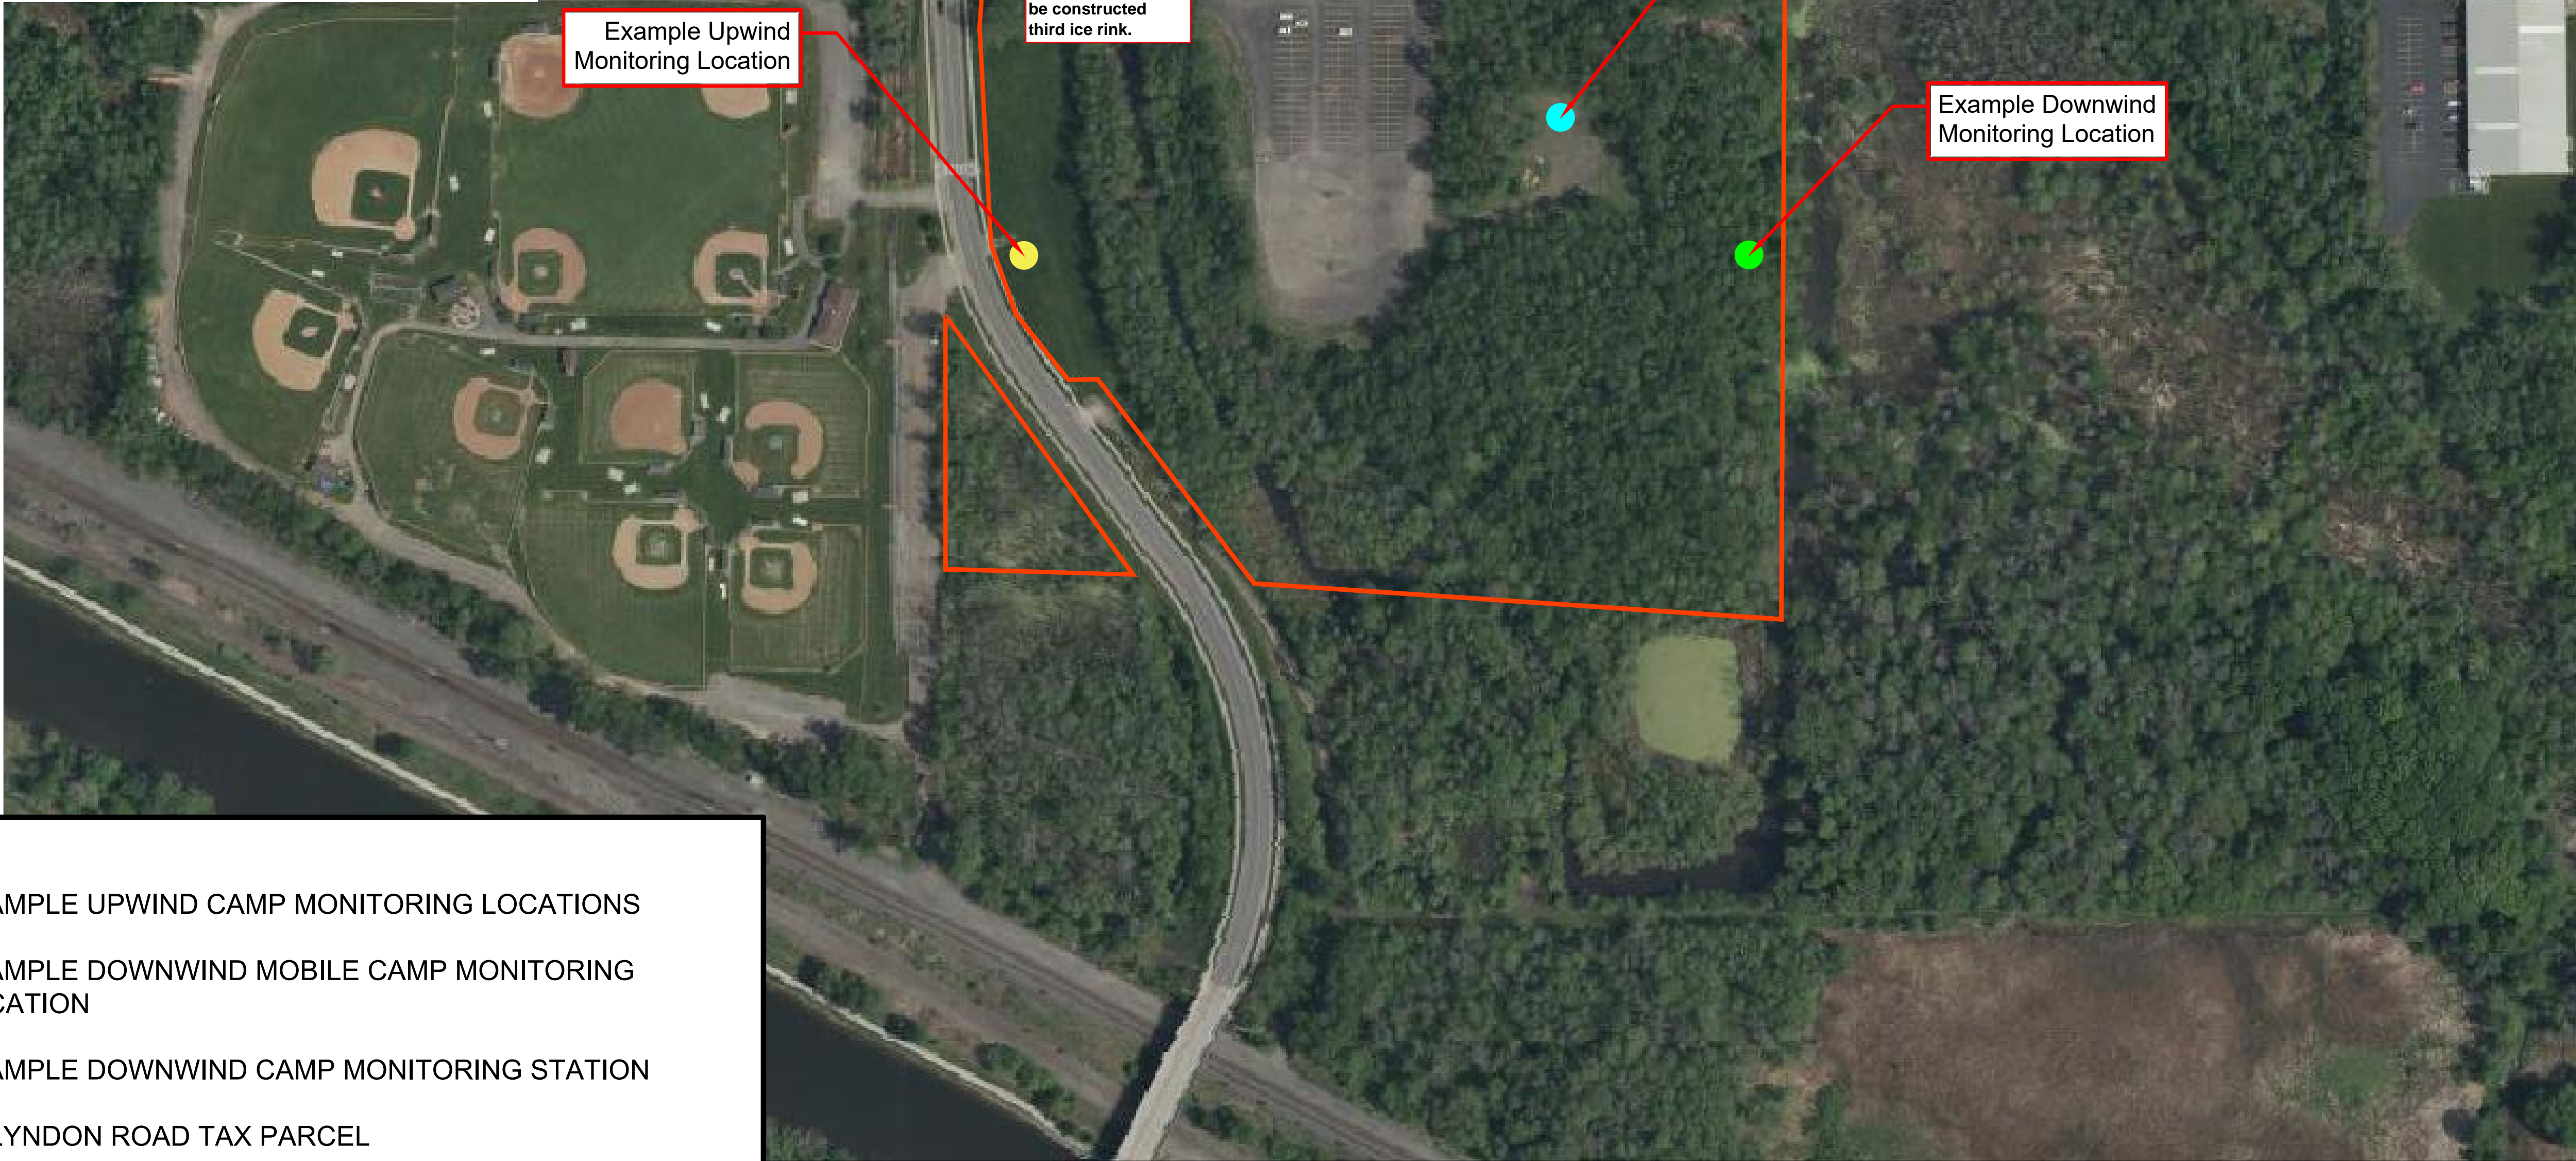 be constructed
third ice rink.
Example Upwind
Monitoring Location
Example Downwind
Monitoring Location
AMPLE UPWIND CAMP MONITORING LOCATIONS
AMPLE DOWNWIND MOBILE CAMP MONITORING
CATION
AMPLE DOWNWIND CAMP MONITORING STATION
LYNDON ROAD TAX PARCEL